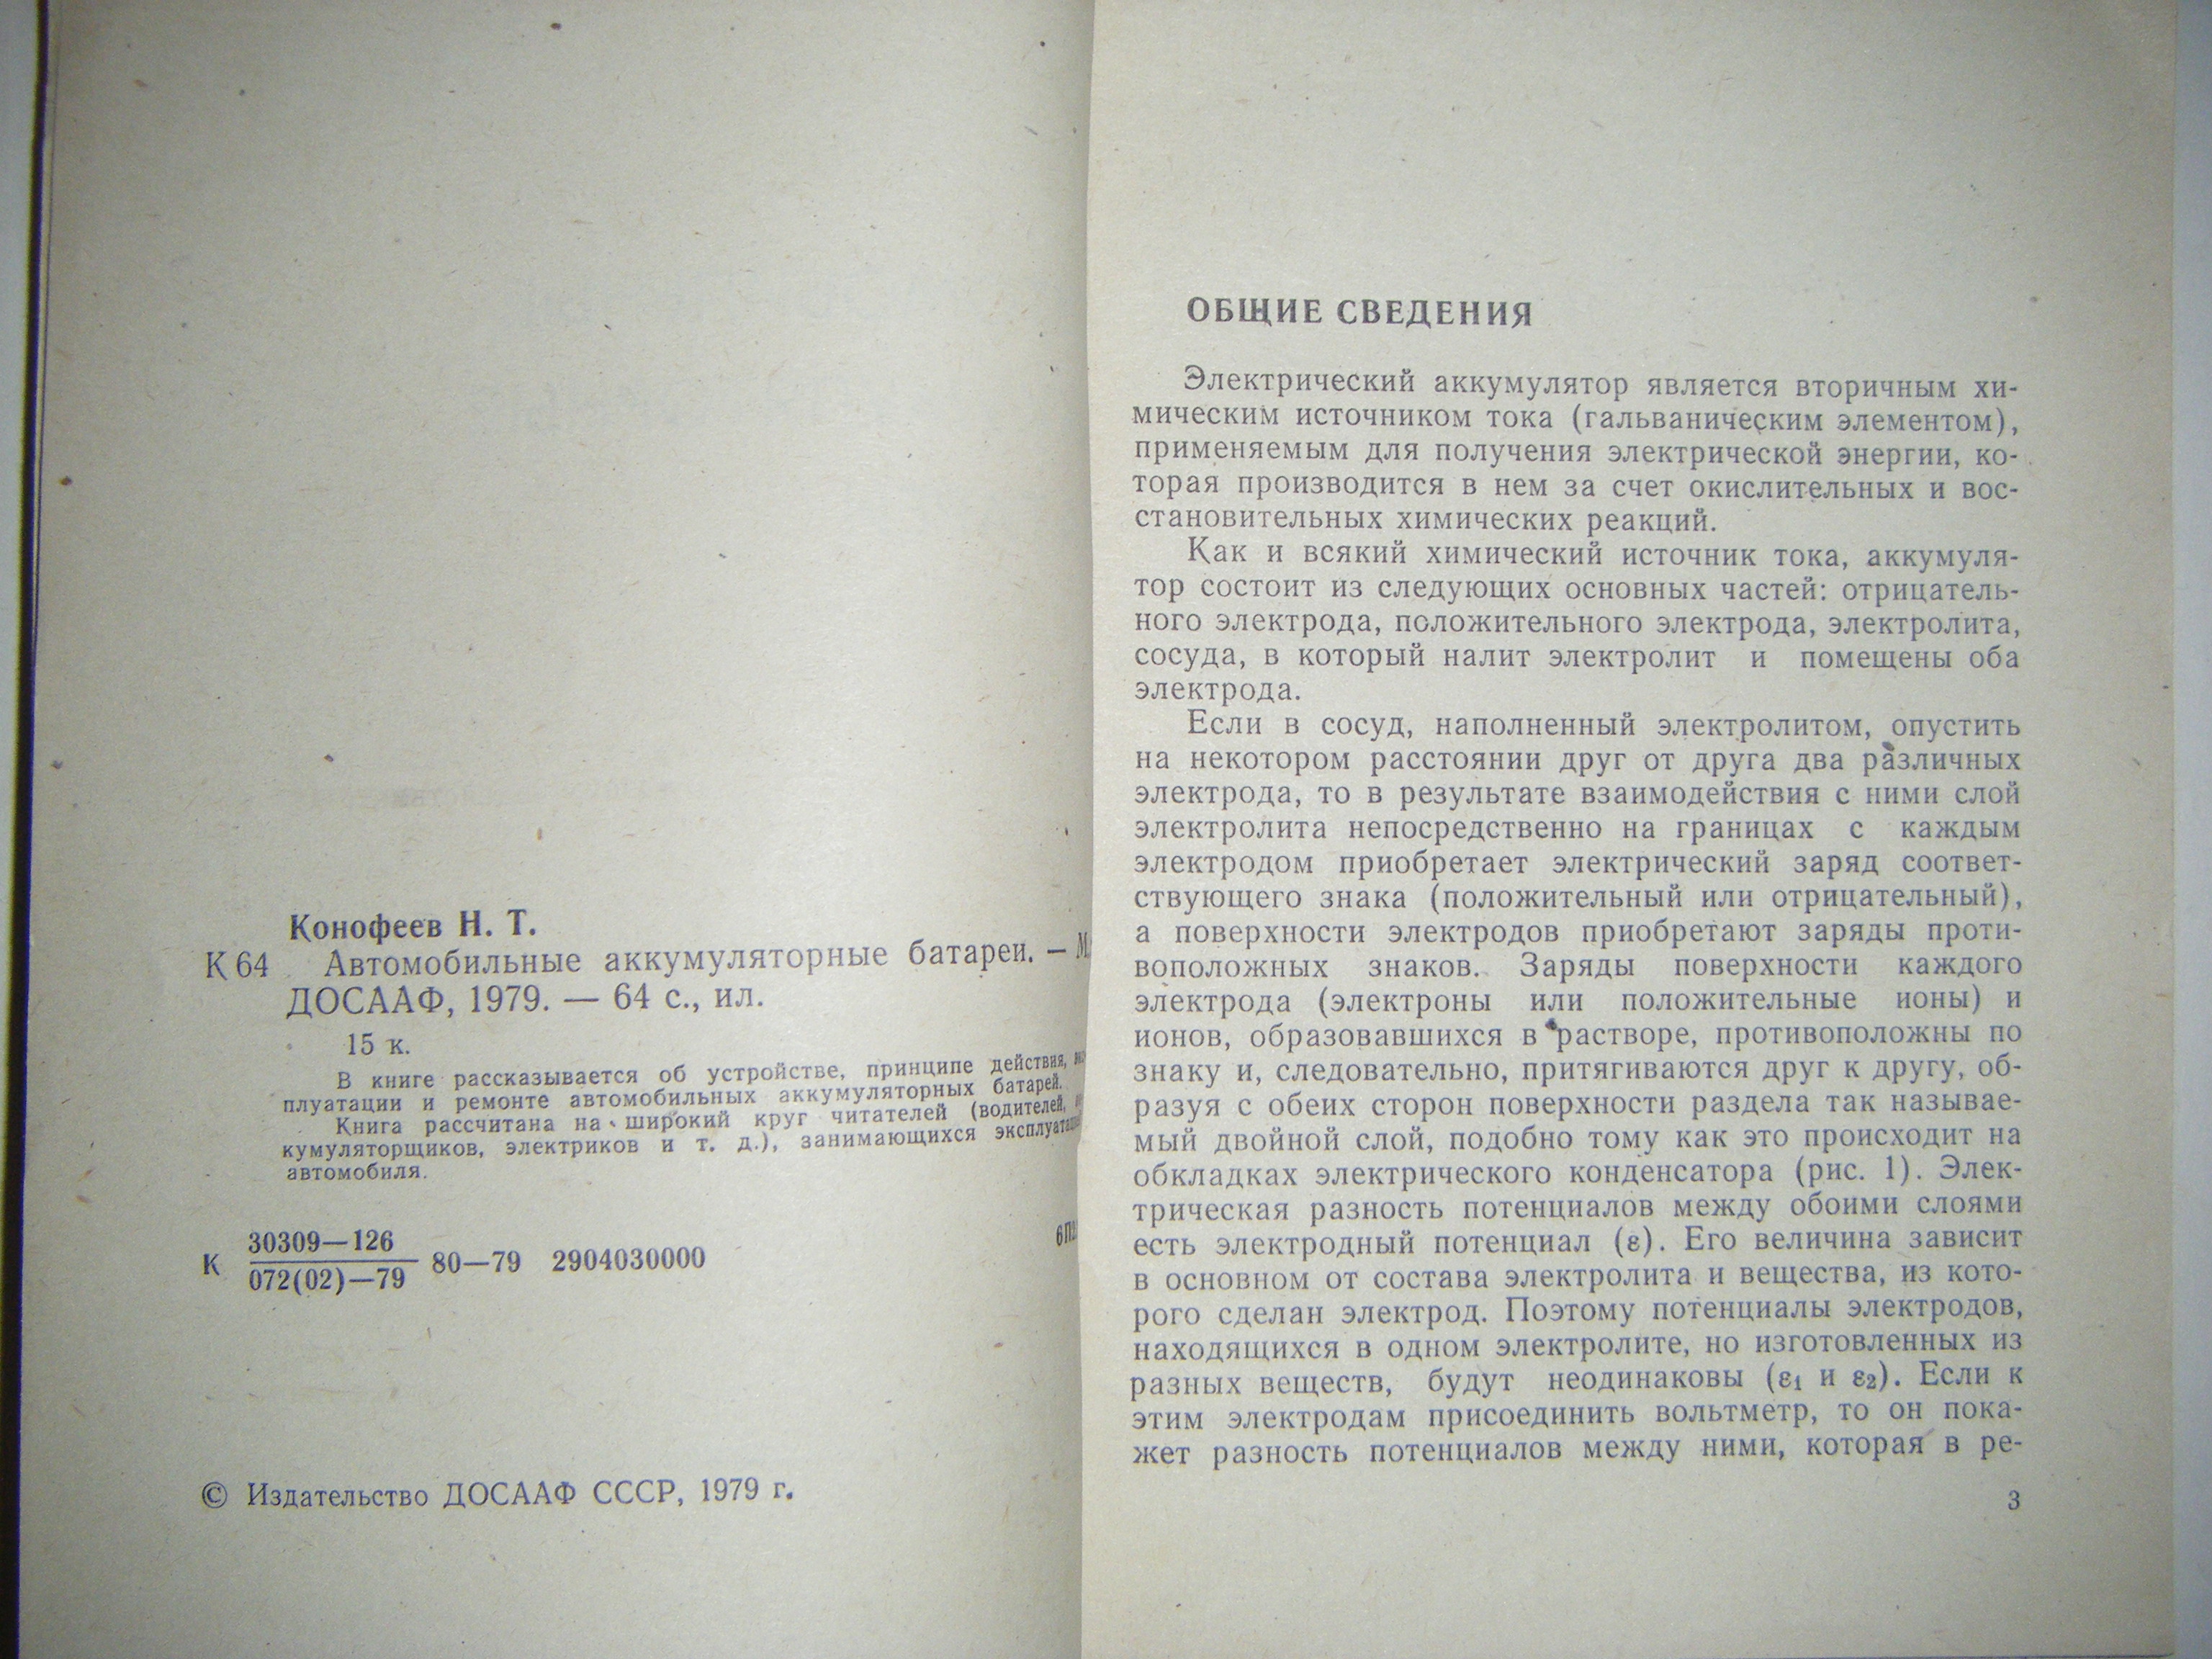 Конофеев Н. Т.
К 64 Автомобильные аккумуляторные батареи. — М.
ДОСААФ, 1979. — 64 с., ил.
15 к.
В книге рассказывается об устройстве, принципе действия,
плуатации и ремонте автомобильных аккумуляторных батарей.
Книга рассчитана на широкий круг читателей (водителей,
кумуляторщиков, электриков и т. д.), занимающихся
автомобиля.
К 30309—126
072(02)—79 80—79 2904030000
© Издательство ДОСААФ СССР, 1979 г.
ОБЩИЕ СВЕДЕНИЯ
Электрический аккумулятор является вторичным хи-
мическим источником тока (гальваническим элементом),
применяемым для получения электрической энергии, ко-
торая производится в нем за счет окислительных и вос-
становительных химических реакций.
Как и всякий химический источник тока, аккумуля-
тор состоит из следующих основных частей: отрицатель-
ного электрода, положительного электрода, электролита,
сосуда, в который налит электролит и помещены оба
электрода.
Если в сосуд, наполненный электролитом, опустить
на некотором расстоянии друг от друга два различных
электрода, то в результате взаимодействия с ними слой
электролита непосредственно на границах с каждым
электродом приобретает электрический заряд соответ-
ствующего знака (положительный или отрицательный),
а поверхности электродов приобретают заряды проти-
воположных знаков. Заряды поверхности каждого
электрода (электроны или положительные ионы) и
ионов, образовавшихся в растворе, противоположны по
знаку и, следовательно, притягиваются друг к другу, об-
разуя с обеих сторон поверхности раздела так называе-
мый двойной слой, подобно тому как это происходит на
обкладках электрического конденсатора (рис. 1). Элек-
трическая разность потенциалов между обоими слоями
есть электродный потенциал (ε). Его величина зависит
в основном от состава электролита и вещества, из кото-
рого сделан электрод. Поэтому потенциалы электродов,
находящихся в одном электролите, но изготовленных из
разных веществ, будут неодинаковы (ε₁ и ε₂). Если к
этим электродам присоединить вольтметр, то он пока-
жет разность потенциалов между ними, которая в ре-
3